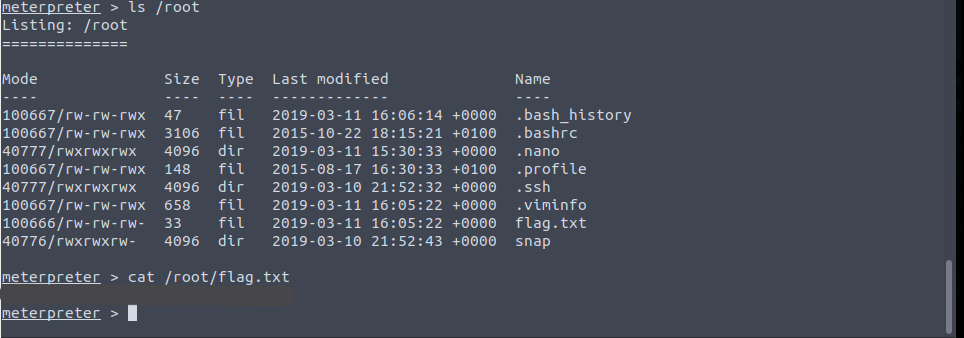 meterpreter > ls /root
Listing: /root
==============
Mode Size Type Last modified Name
---- ---- ---- ------------- ----
100667/rw-rw-rwx 47 fil 2019-03-11 16:06:14 +0000 .bash_history
100667/rw-rw-rwx 3106 fil 2015-10-22 18:15:21 +0100 .bashrc
40777/rwxrwxrwx 4096 dir 2019-03-11 15:30:33 +0000 .nano
100667/rw-rw-rwx 148 fil 2015-08-17 16:30:33 +0100 .profile
40777/rwxrwxrwx 4096 dir 2019-03-10 21:52:32 +0000 .ssh
100667/rw-rw-rwx 658 fil 2019-03-11 16:05:22 +0000 .viminfo
100666/rw-rw-rw- 33 fil 2019-03-11 16:05:22 +0000 flag.txt
40776/rwxrwxrw- 4096 dir 2019-03-10 21:52:43 +0000 snap
meterpreter > cat /root/flag.txt
meterpreter >